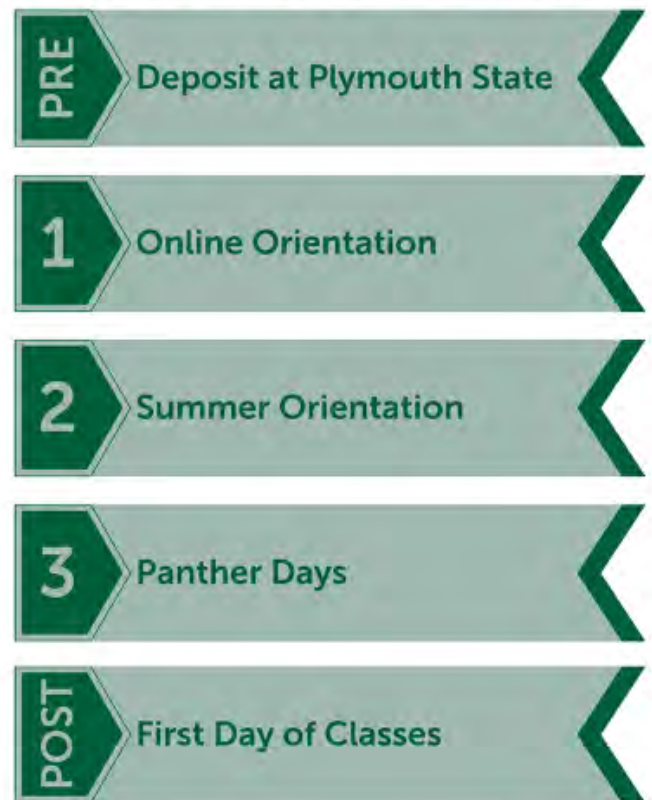 PRE
Deposit at Plymouth State
1
Online Orientation
2
Summer Orientation
3
Panther Days
POST
First Day of Classes